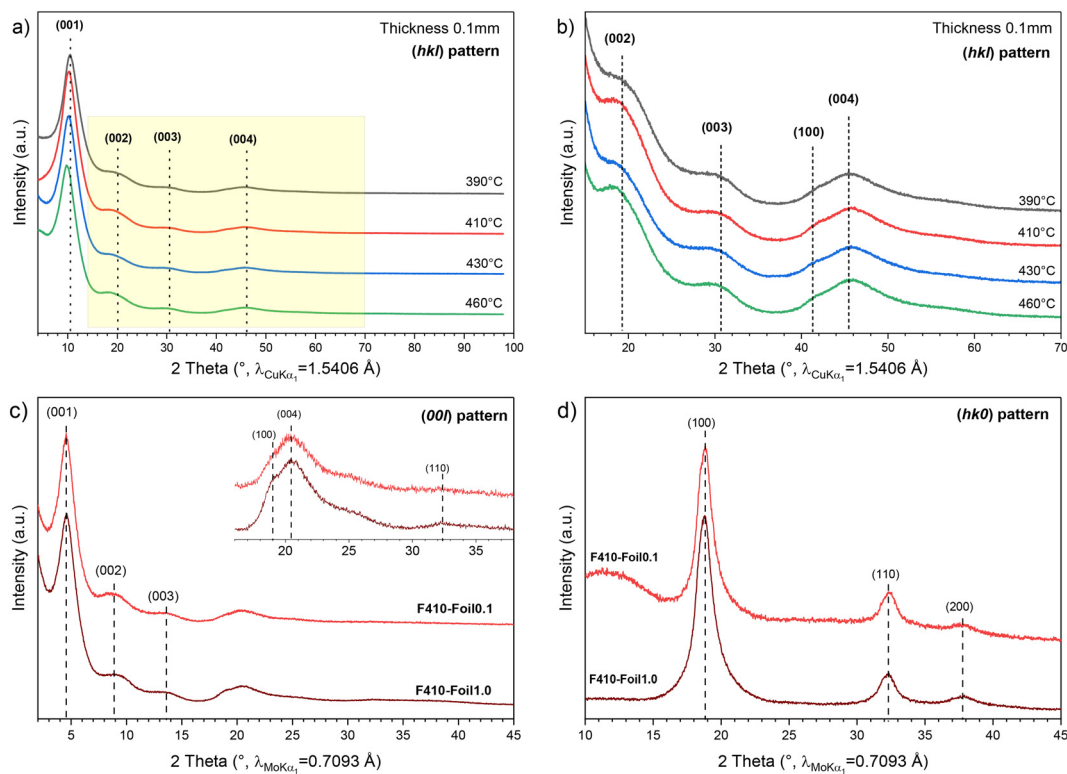 a)
(001)
Thickness 0.1mm
(hkl) pattern
(002)
(003)
(004)
390°C
410°C
430°C
460°C
Intensity (a.u.)
10 20 30 40 50 60 70 80 90 100
2 Theta (°, λCuKα1=1.5406 Å)
b)
Thickness 0.1mm
(002)
(hkl) pattern
(003)
(100)
(004)
390°C
410°C
430°C
460°C
Intensity (a.u.)
20 30 40 50 60 70
2 Theta (°, λCuKα1=1.5406 Å)
c)
(001)
(00l) pattern
(100)
(004)
(110)
20 25 30 35
(002)
(003)
F410-Foil0.1
F410-Foil1.0
Intensity (a.u.)
5 10 15 20 25 30 35 40 45
2 Theta (°, λMoKα1=0.7093 Å)
d)
(hk0) pattern
(100)
F410-Foil0.1
(110)
(200)
F410-Foil1.0
Intensity (a.u.)
10 15 20 25 30 35 40 45
2 Theta (°, λMoKα1=0.7093 Å)